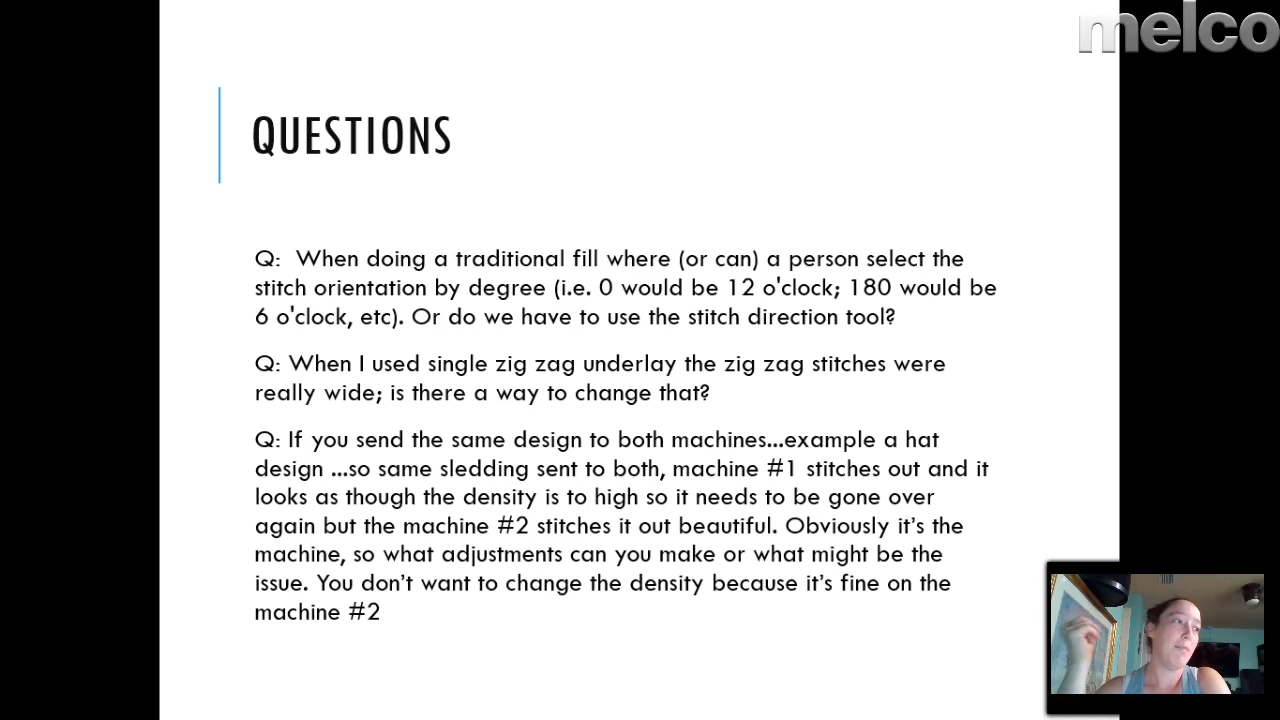 melco
QUESTIONS
Q:  When doing a traditional fill where (or can) a person select the
stitch orientation by degree (i.e. 0 would be 12 o'clock; 180 would be
6 o'clock, etc). Or do we have to use the stitch direction tool?
Q: When I used single zig zag underlay the zig zag stitches were
really wide; is there a way to change that?
Q: If you send the same design to both machines...example a hat
design ...so same sledding sent to both, machine #1 stitches out and it
looks as though the density is to high so it needs to be gone over
again but the machine #2 stitches it out beautiful. Obviously it’s the
machine, so what adjustments can you make or what might be the
issue. You don’t want to change the density because it’s fine on the
machine #2